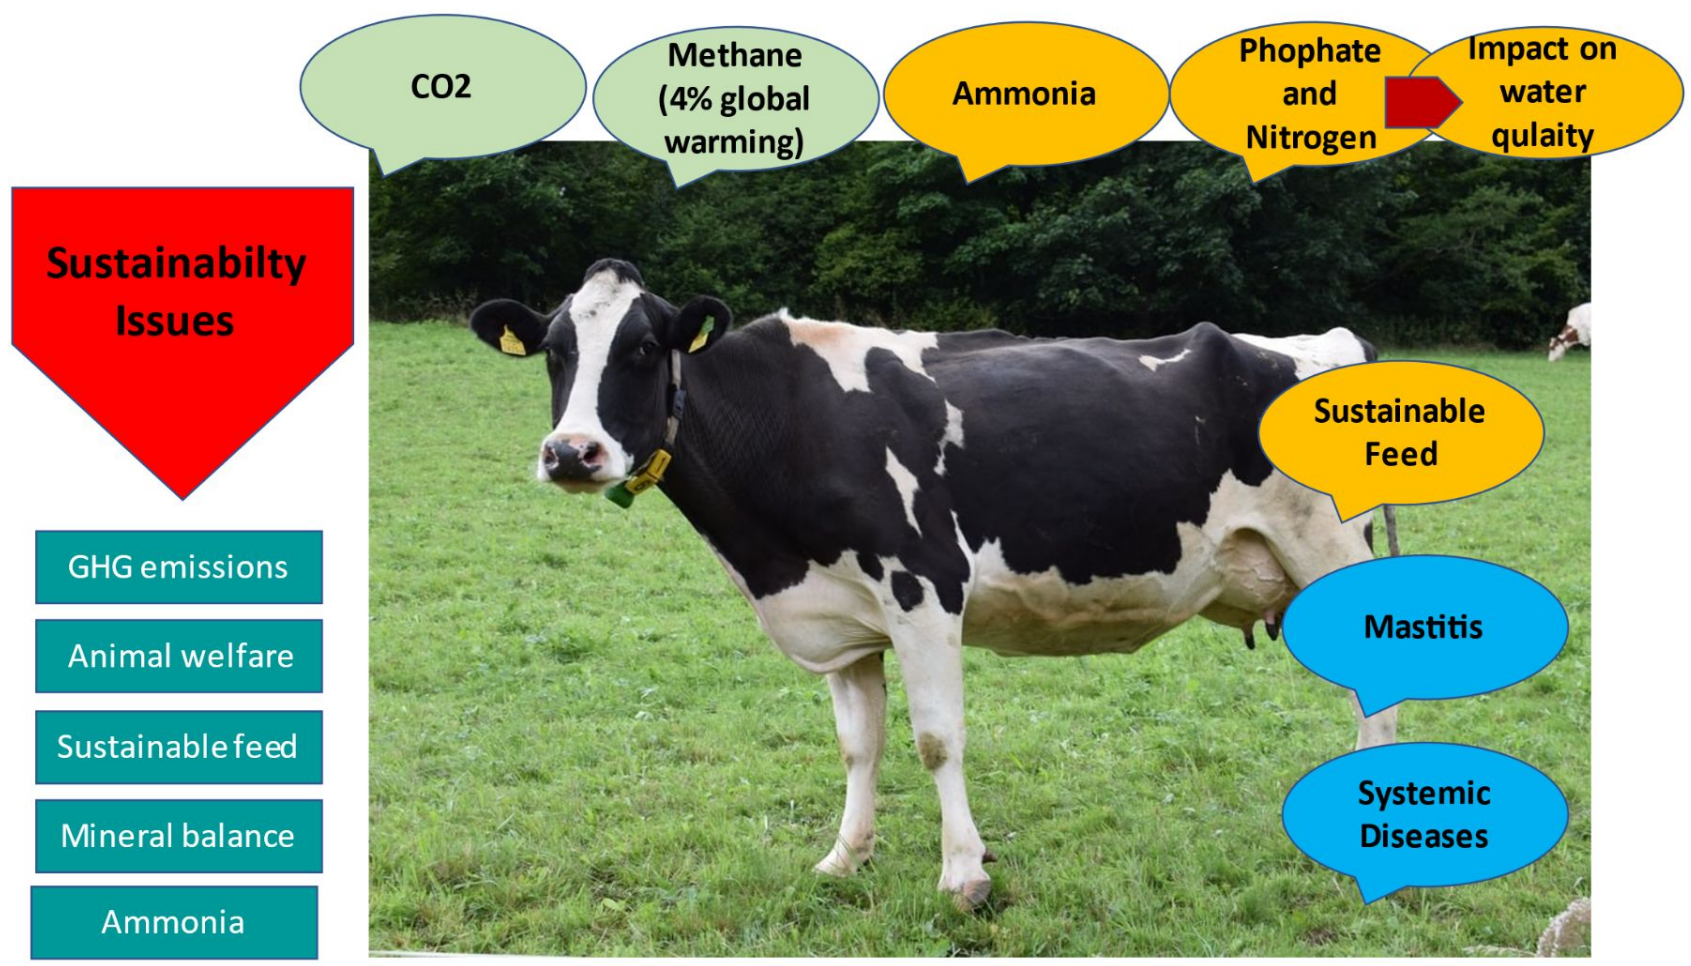 CO2
Methane
(4% global
warming)
Ammonia
Phophate
and
Nitrogen
Impact on
water
qulaity
Sustainabilty
Issues
GHG emissions
Animal welfare
Sustainable feed
Mineral balance
Ammonia
Sustainable
Feed
Mastitis
Systemic
Diseases